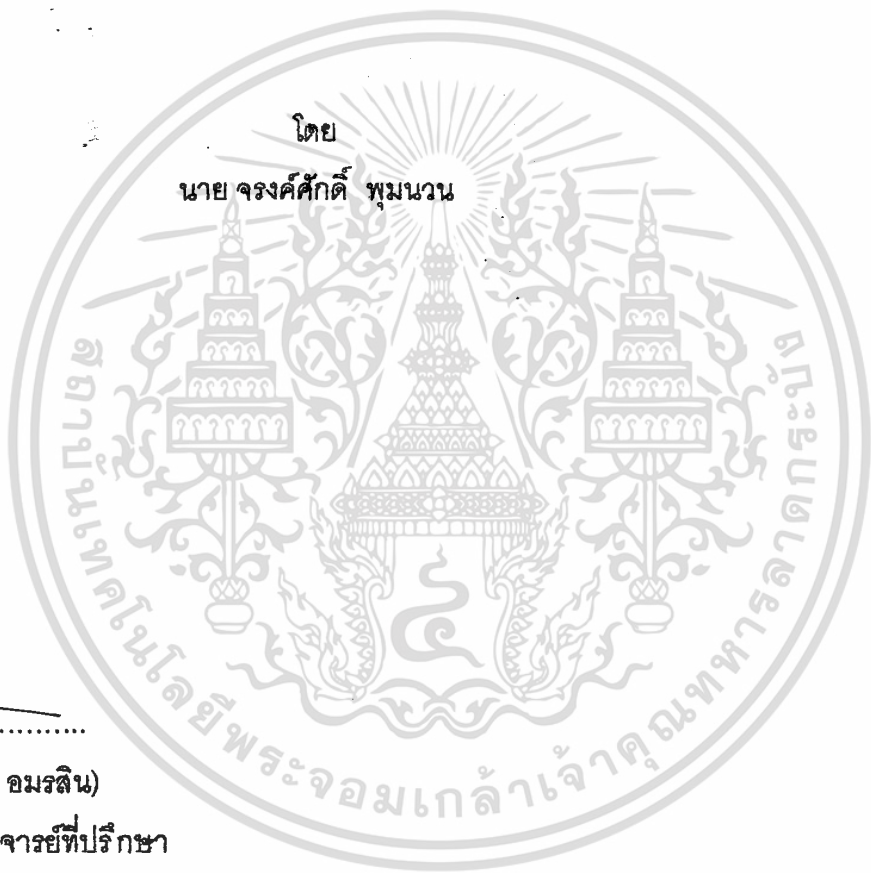 โดย
นาย จรงค์ศักดิ์ พุมนวน
สถาบันเทคโนโลยีพระจอมเกล้าเจ้าคุณทหารลาดกระบัง
๔
...........
อมรสิน)
จารย์ที่ปรึกษา